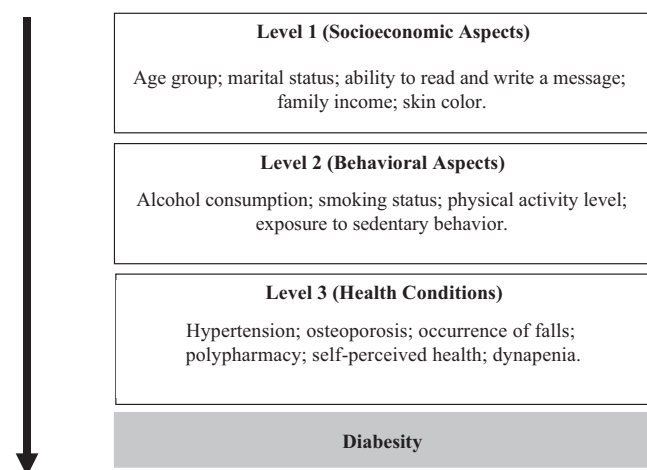 Level 1 (Socioeconomic Aspects)
Age group; marital status; ability to read and write a message;
family income; skin color.
Level 2 (Behavioral Aspects)
Alcohol consumption; smoking status; physical activity level;
exposure to sedentary behavior.
Level 3 (Health Conditions)
Hypertension; osteoporosis; occurrence of falls;
polypharmacy; self-perceived health; dynapenia.
Diabesity